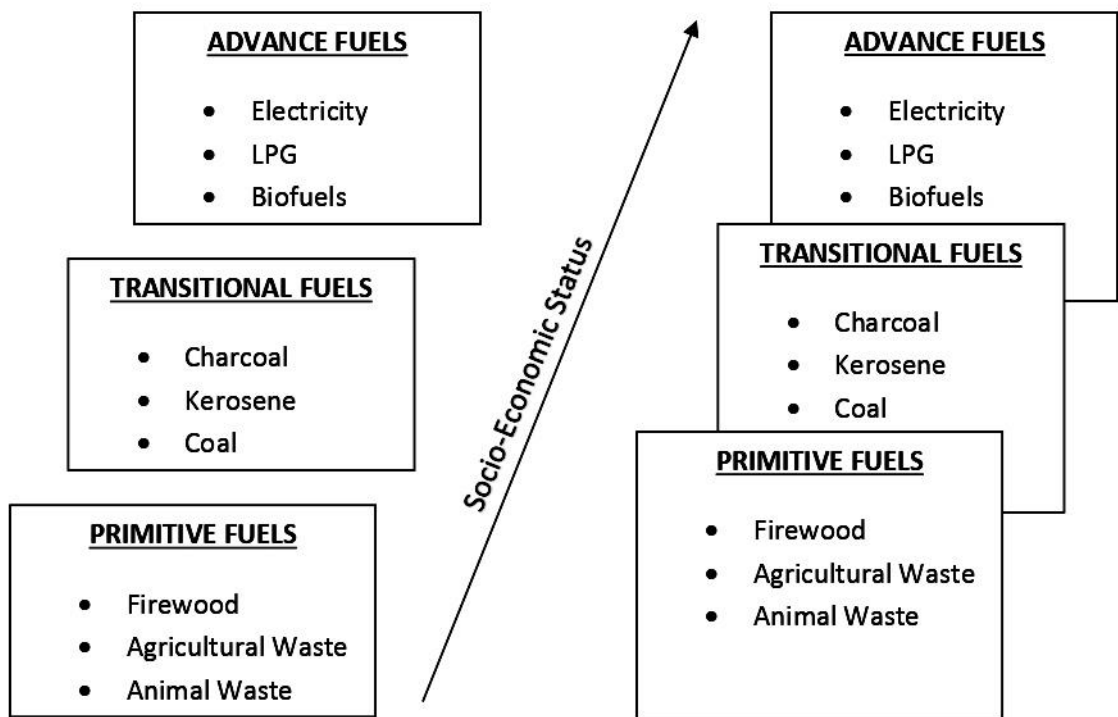 ADVANCE FUELS
• Electricity
• LPG
• Biofuels
TRANSITIONAL FUELS
• Charcoal
• Kerosene
• Coal
PRIMITIVE FUELS
• Firewood
• Agricultural Waste
• Animal Waste
Socio-Economic Status
ADVANCE FUELS
• Electricity
• LPG
• Biofuels
TRANSITIONAL FUELS
• Charcoal
• Kerosene
• Coal
PRIMITIVE FUELS
• Firewood
• Agricultural Waste
• Animal Waste